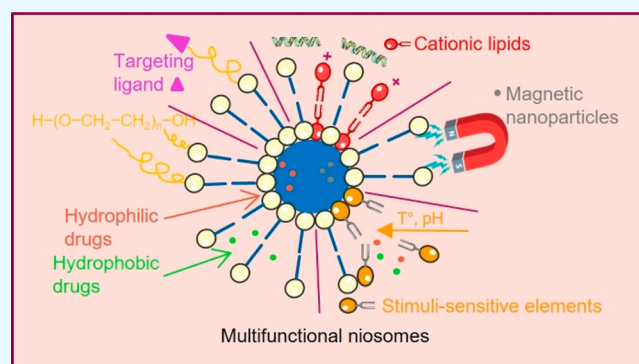 Targeting
ligand
Cationic lipids
+
+
• Magnetic
nanoparticles
H–(O–CH₂–CH₂)ₙ–OH
N
S
Hydrophilic
drugs
T°, pH
Hydrophobic
drugs
Stimuli-sensitive elements
Multifunctional niosomes